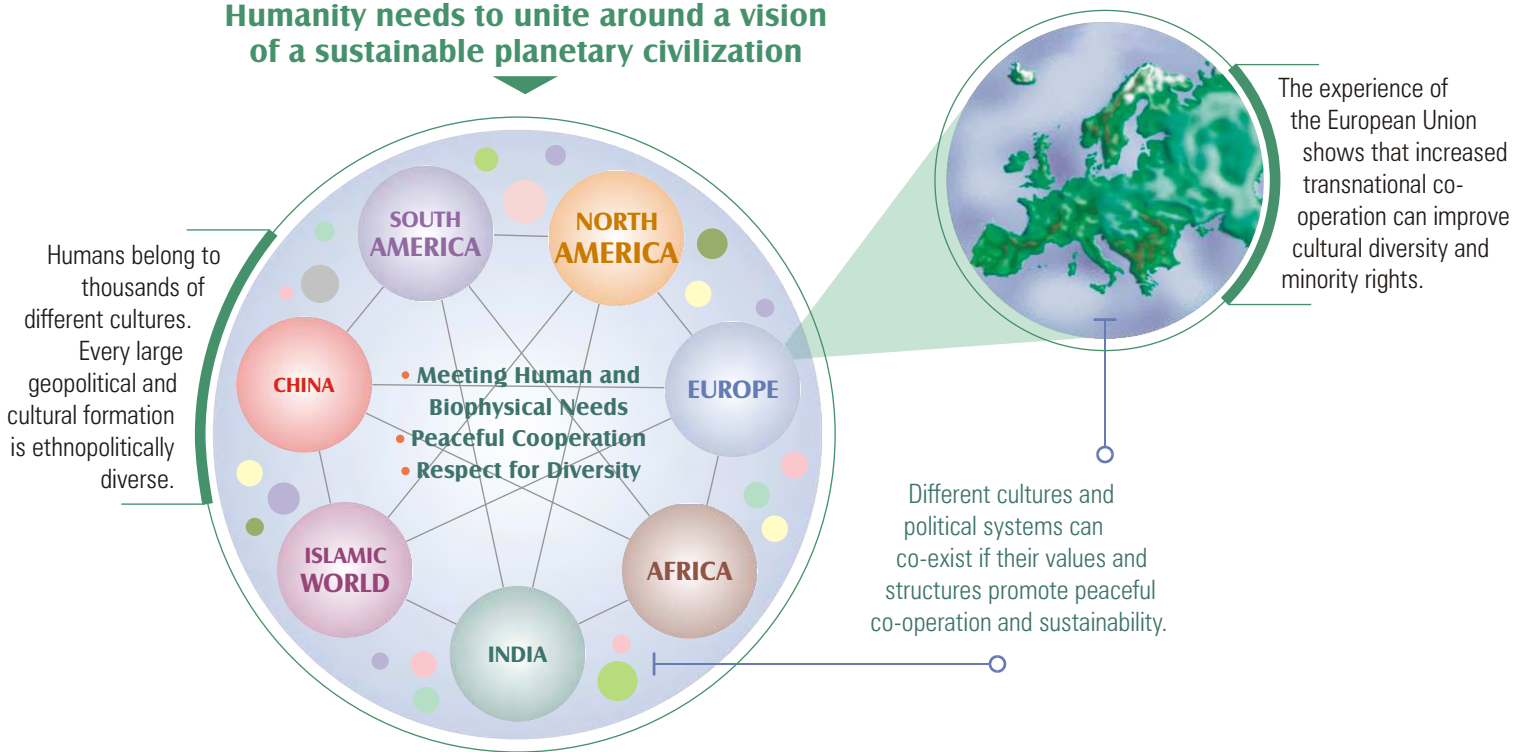 Humanity needs to unite around a vision
of a sustainable planetary civilization
Humans belong to
thousands of
different cultures.
Every large
geopolitical and
cultural formation
is ethnopolitically
diverse.
SOUTH
AMERICA
NORTH
AMERICA
CHINA
EUROPE
• Meeting Human and
Biophysical Needs
• Peaceful Cooperation
• Respect for Diversity
ISLAMIC
WORLD
AFRICA
INDIA
The experience of
the European Union
shows that increased
transnational co-
operation can improve
cultural diversity and
minority rights.
Different cultures and
political systems can
co-exist if their values and
structures promote peaceful
co-operation and sustainability.